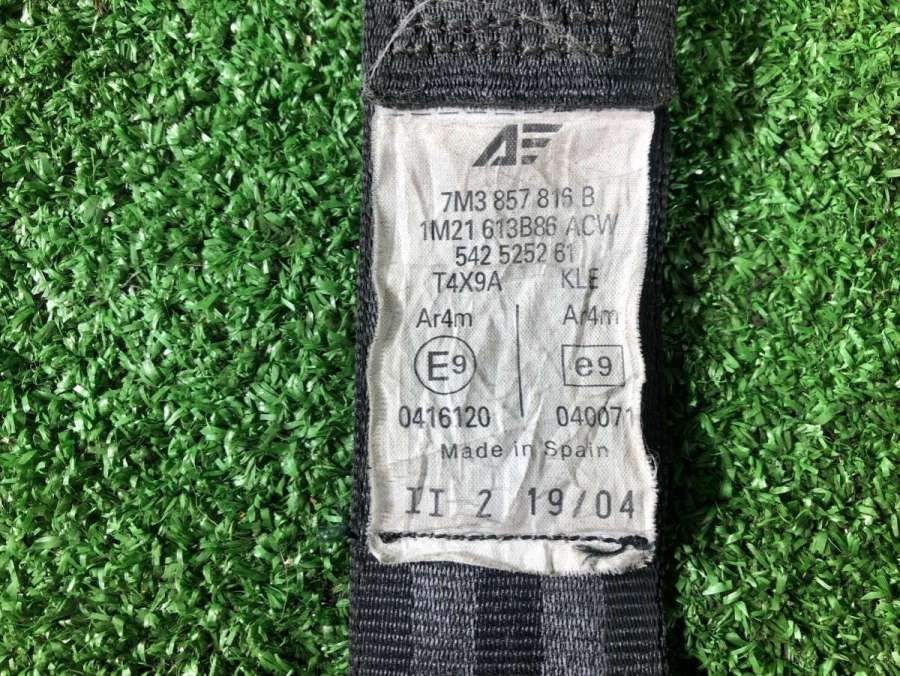 AE
7M3 857 816 B
1M21 613B86 ACW
542 5252 61
T4X9A KLE
Ar4m Ar4m
E9 e9
0416120 040071
Made in Spain
II 2 19/04